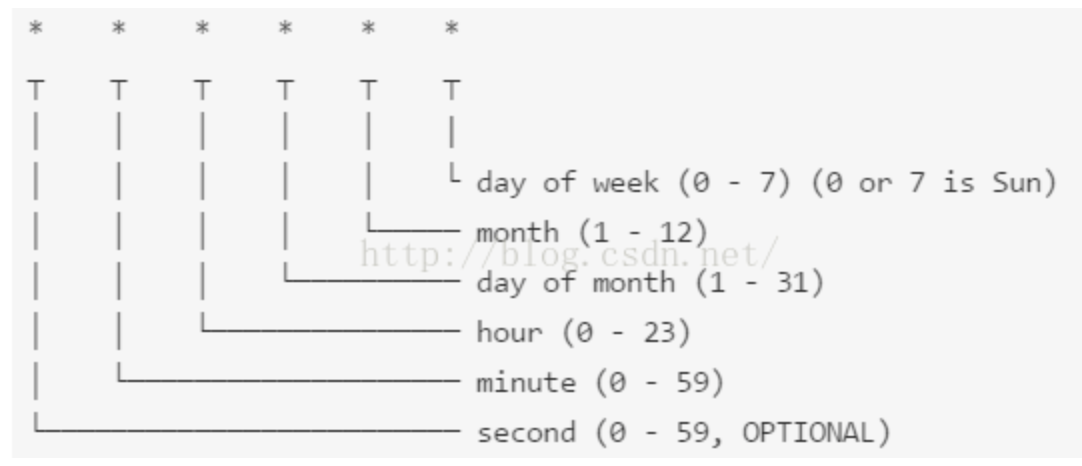 * * * * * *
day of week (0 - 7) (0 or 7 is Sun)
month (1 - 12)
http://blog.csdn.net/
day of month (1 - 31)
hour (0 - 23)
minute (0 - 59)
second (0 - 59, OPTIONAL)